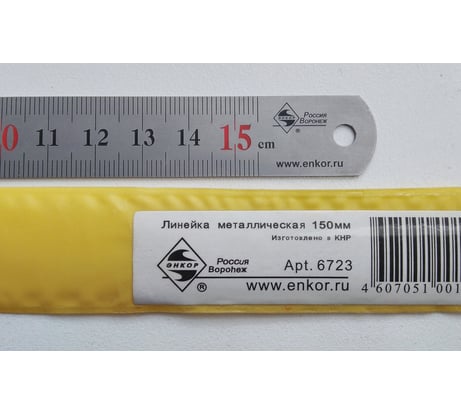 0 11 12 13 14 15 cm
ЭНКОР
Россия
Воронеж
®
www.enkor.ru
Линейка металлическая 150мм
Изготовлено в КНР
ЭНКОР
Россия
Воронеж
®
Арт. 6723
www.enkor.ru
4 607051 001